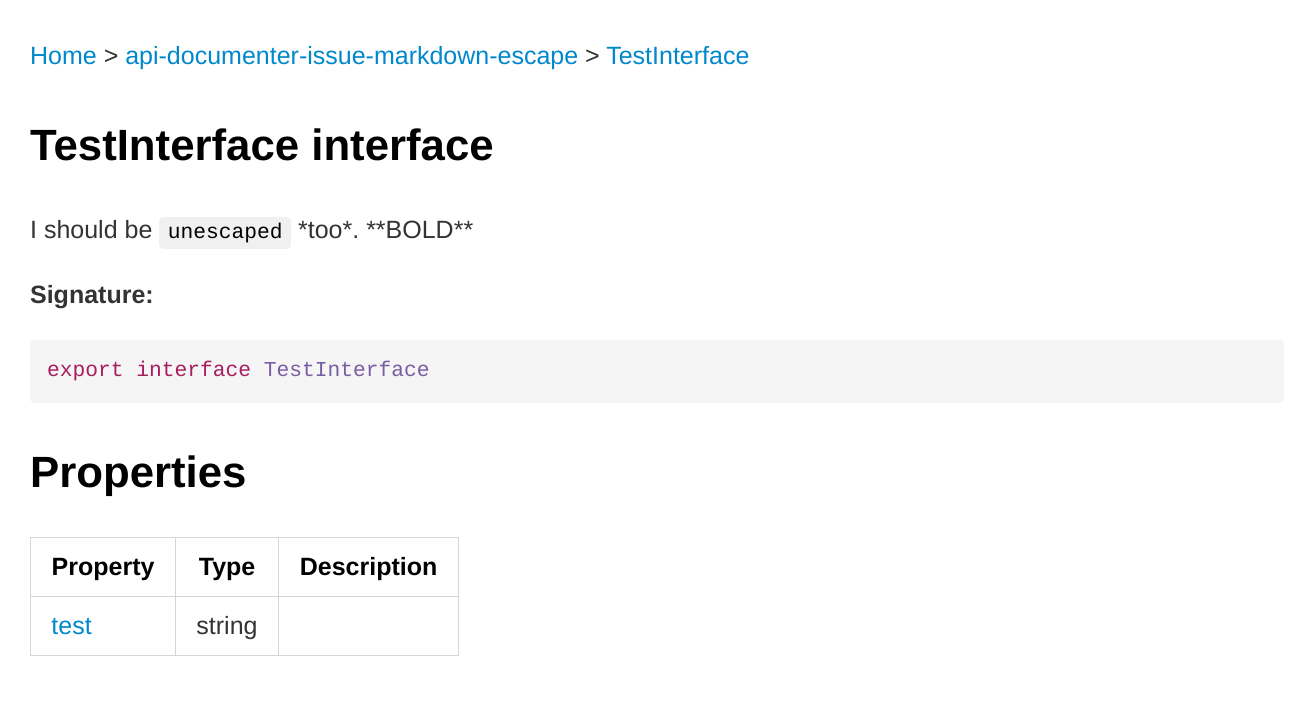 Home > api-documenter-issue-markdown-escape > TestInterface
TestInterface interface
I should be unescaped *too*. **BOLD**
Signature:
export interface TestInterface
Properties
Property Type Description
test string